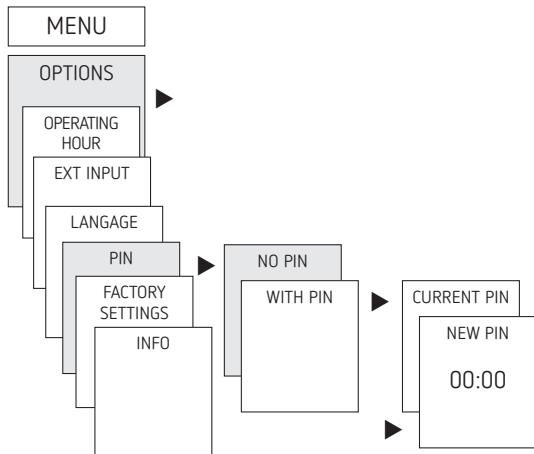 MENU
OPTIONS
OPERATING
HOUR
EXT INPUT
LANGAGE
PIN
FACTORY
SETTINGS
INFO
NO PIN
WITH PIN
CURRENT PIN
NEW PIN
00:00